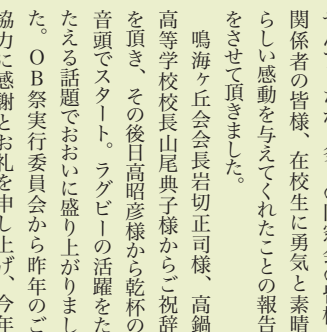 関係者の皆様、在校生に勇気と素晴
らしい感動を与えてくれたことの報告
をさせて頂きました。
　鳴海ヶ丘会会長岩切正司様、高鍋
高等学校校長山尾典子様からご祝辞
を頂き、その後日高昭彦様から乾杯の
音頭でスタート。ラグビーの活躍をた
たえる話題でおおいに盛り上がりまし
た。ＯＢ祭実行委員会から昨年のご
協力に感謝とお礼を申し上げ、今年